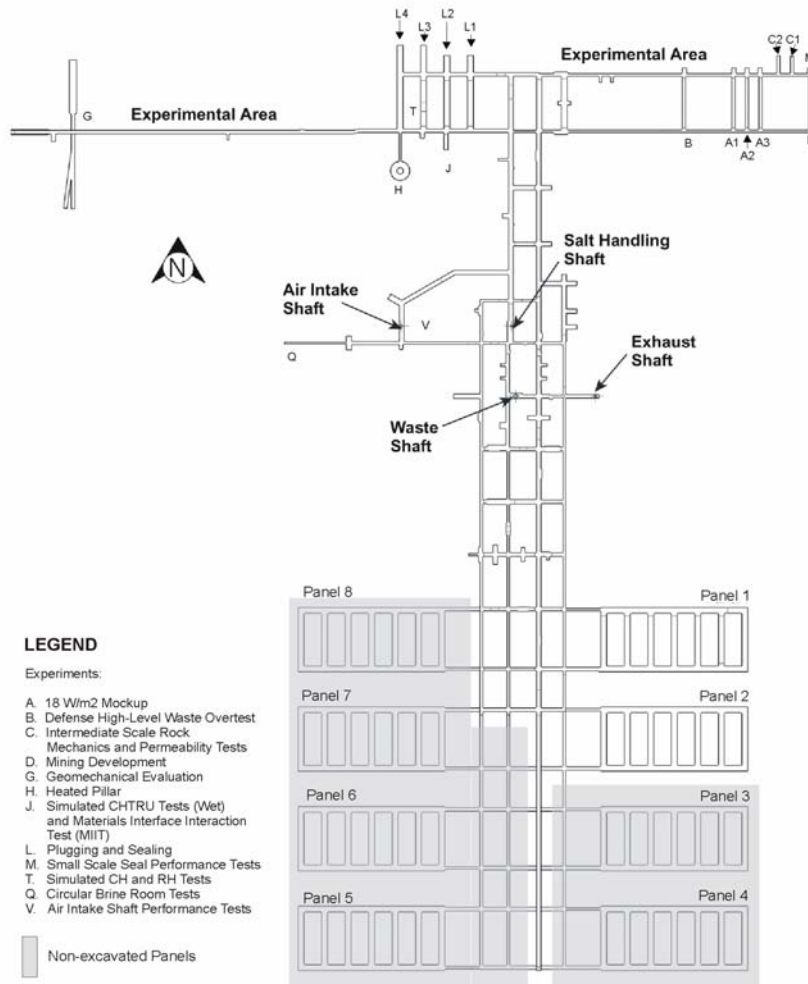 L4
L3
L2
L1
Experimental Area
C2
C1
M
G
Experimental Area
T
B
A1
A2
A3
H
J
N
Salt Handling
Shaft
Air Intake
Shaft
V
Q
Exhaust
Shaft
Waste
Shaft
Panel 8
Panel 1
Panel 7
Panel 2
Panel 6
Panel 3
Panel 5
Panel 4
LEGEND
Experiments:
A. 18 W/m2 Mockup
B. Defense High-Level Waste Overtest
C. Intermediate Scale Rock
Mechanics and Permeability Tests
D. Mining Development
G. Geomechanical Evaluation
H. Heated Pillar
J. Simulated CHTRU Tests (Wet)
and Materials Interface Interaction
Test (MIIT)
L. Plugging and Sealing
M. Small Scale Seal Performance Tests
T. Simulated CH and RH Tests
Q. Circular Brine Room Tests
V. Air Intake Shaft Performance Tests
Non-excavated Panels